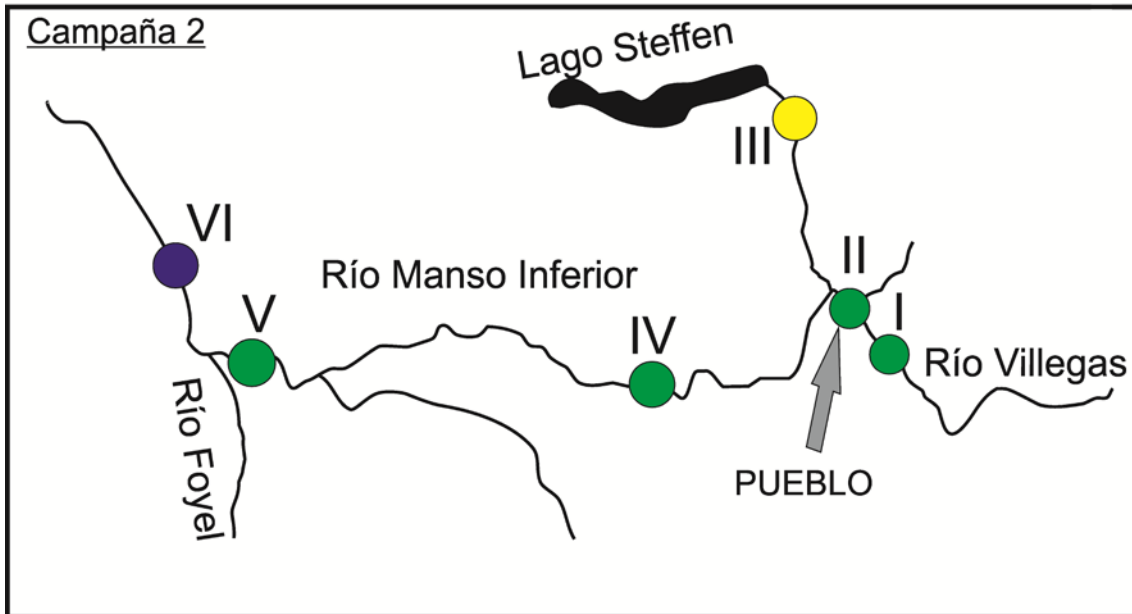 Campaña 2
Lago Steffen
III
VI
II
Río Manso Inferior
V
IV
I
Río Villegas
Río Foyel
PUEBLO